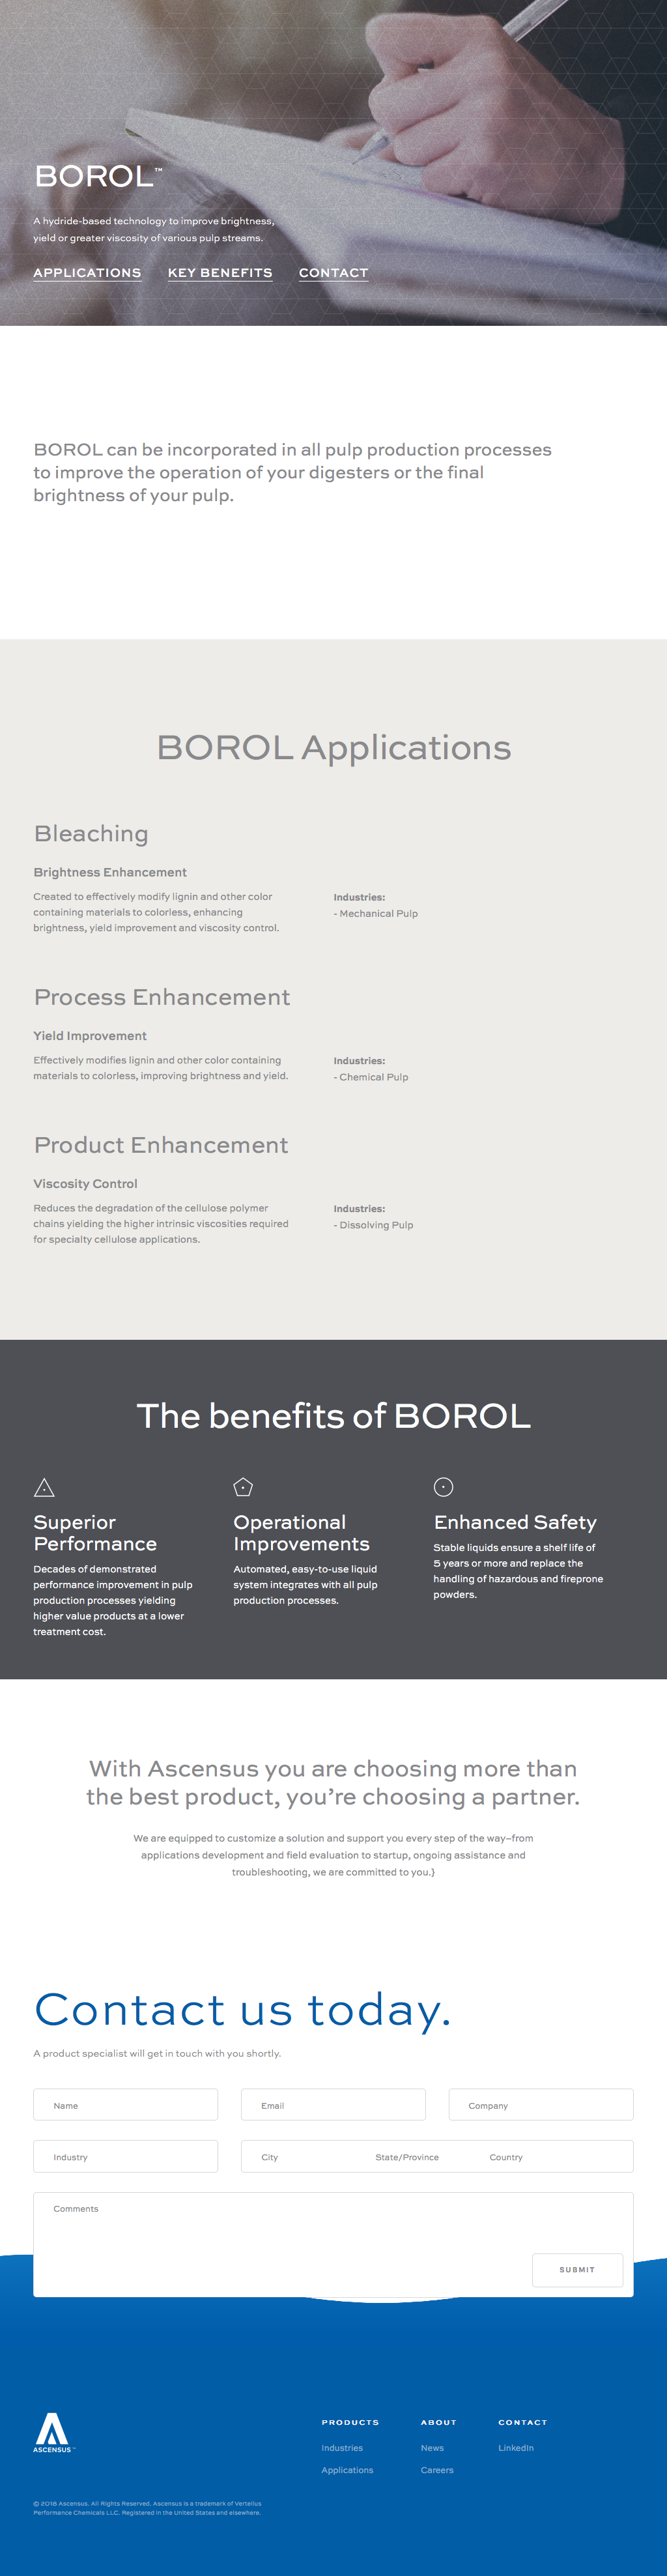 BOROL™
A hydride-based technology to improve brightness,
yield or greater viscosity of various pulp streams.
APPLICATIONS KEY BENEFITS CONTACT
BOROL can be incorporated in all pulp production processes
to improve the operation of your digesters or the final
brightness of your pulp.
BOROL Applications
Bleaching
Brightness Enhancement
Created to effectively modify lignin and other color
containing materials to colorless, enhancing
brightness, yield improvement and viscosity control.
Industries:
- Mechanical Pulp
Process Enhancement
Yield Improvement
Effectively modifies lignin and other color containing
materials to colorless, improving brightness and yield.
Industries:
- Chemical Pulp
Product Enhancement
Viscosity Control
Reduces the degradation of the cellulose polymer
chains yielding the higher intrinsic viscosities required
for specialty cellulose applications.
Industries:
- Dissolving Pulp
The benefits of BOROL
Superior
Performance
Decades of demonstrated
performance improvement in pulp
production processes yielding
higher value products at a lower
treatment cost.
Operational
Improvements
Automated, easy-to-use liquid
system integrates with all pulp
production processes.
Enhanced Safety
Stable liquids ensure a shelf life of
5 years or more and replace the
handling of hazardous and fireprone
powders.
With Ascensus you are choosing more than
the best product, you're choosing a partner.
We are equipped to customize a solution and support you every step of the way–from
applications development and field evaluation to startup, ongoing assistance and
troubleshooting, we are committed to you.}
Contact us today.
A product specialist will get in touch with you shortly.
Name Email Company
Industry City State/Province Country
Comments
SUBMIT
ASCENSUS™
PRODUCTS
Industries
Applications
ABOUT
News
Careers
CONTACT
LinkedIn
© 2018 Ascensus. All Rights Reserved. Ascensus is a trademark of Vertellus
Performance Chemicals LLC. Registered in the United States and elsewhere.